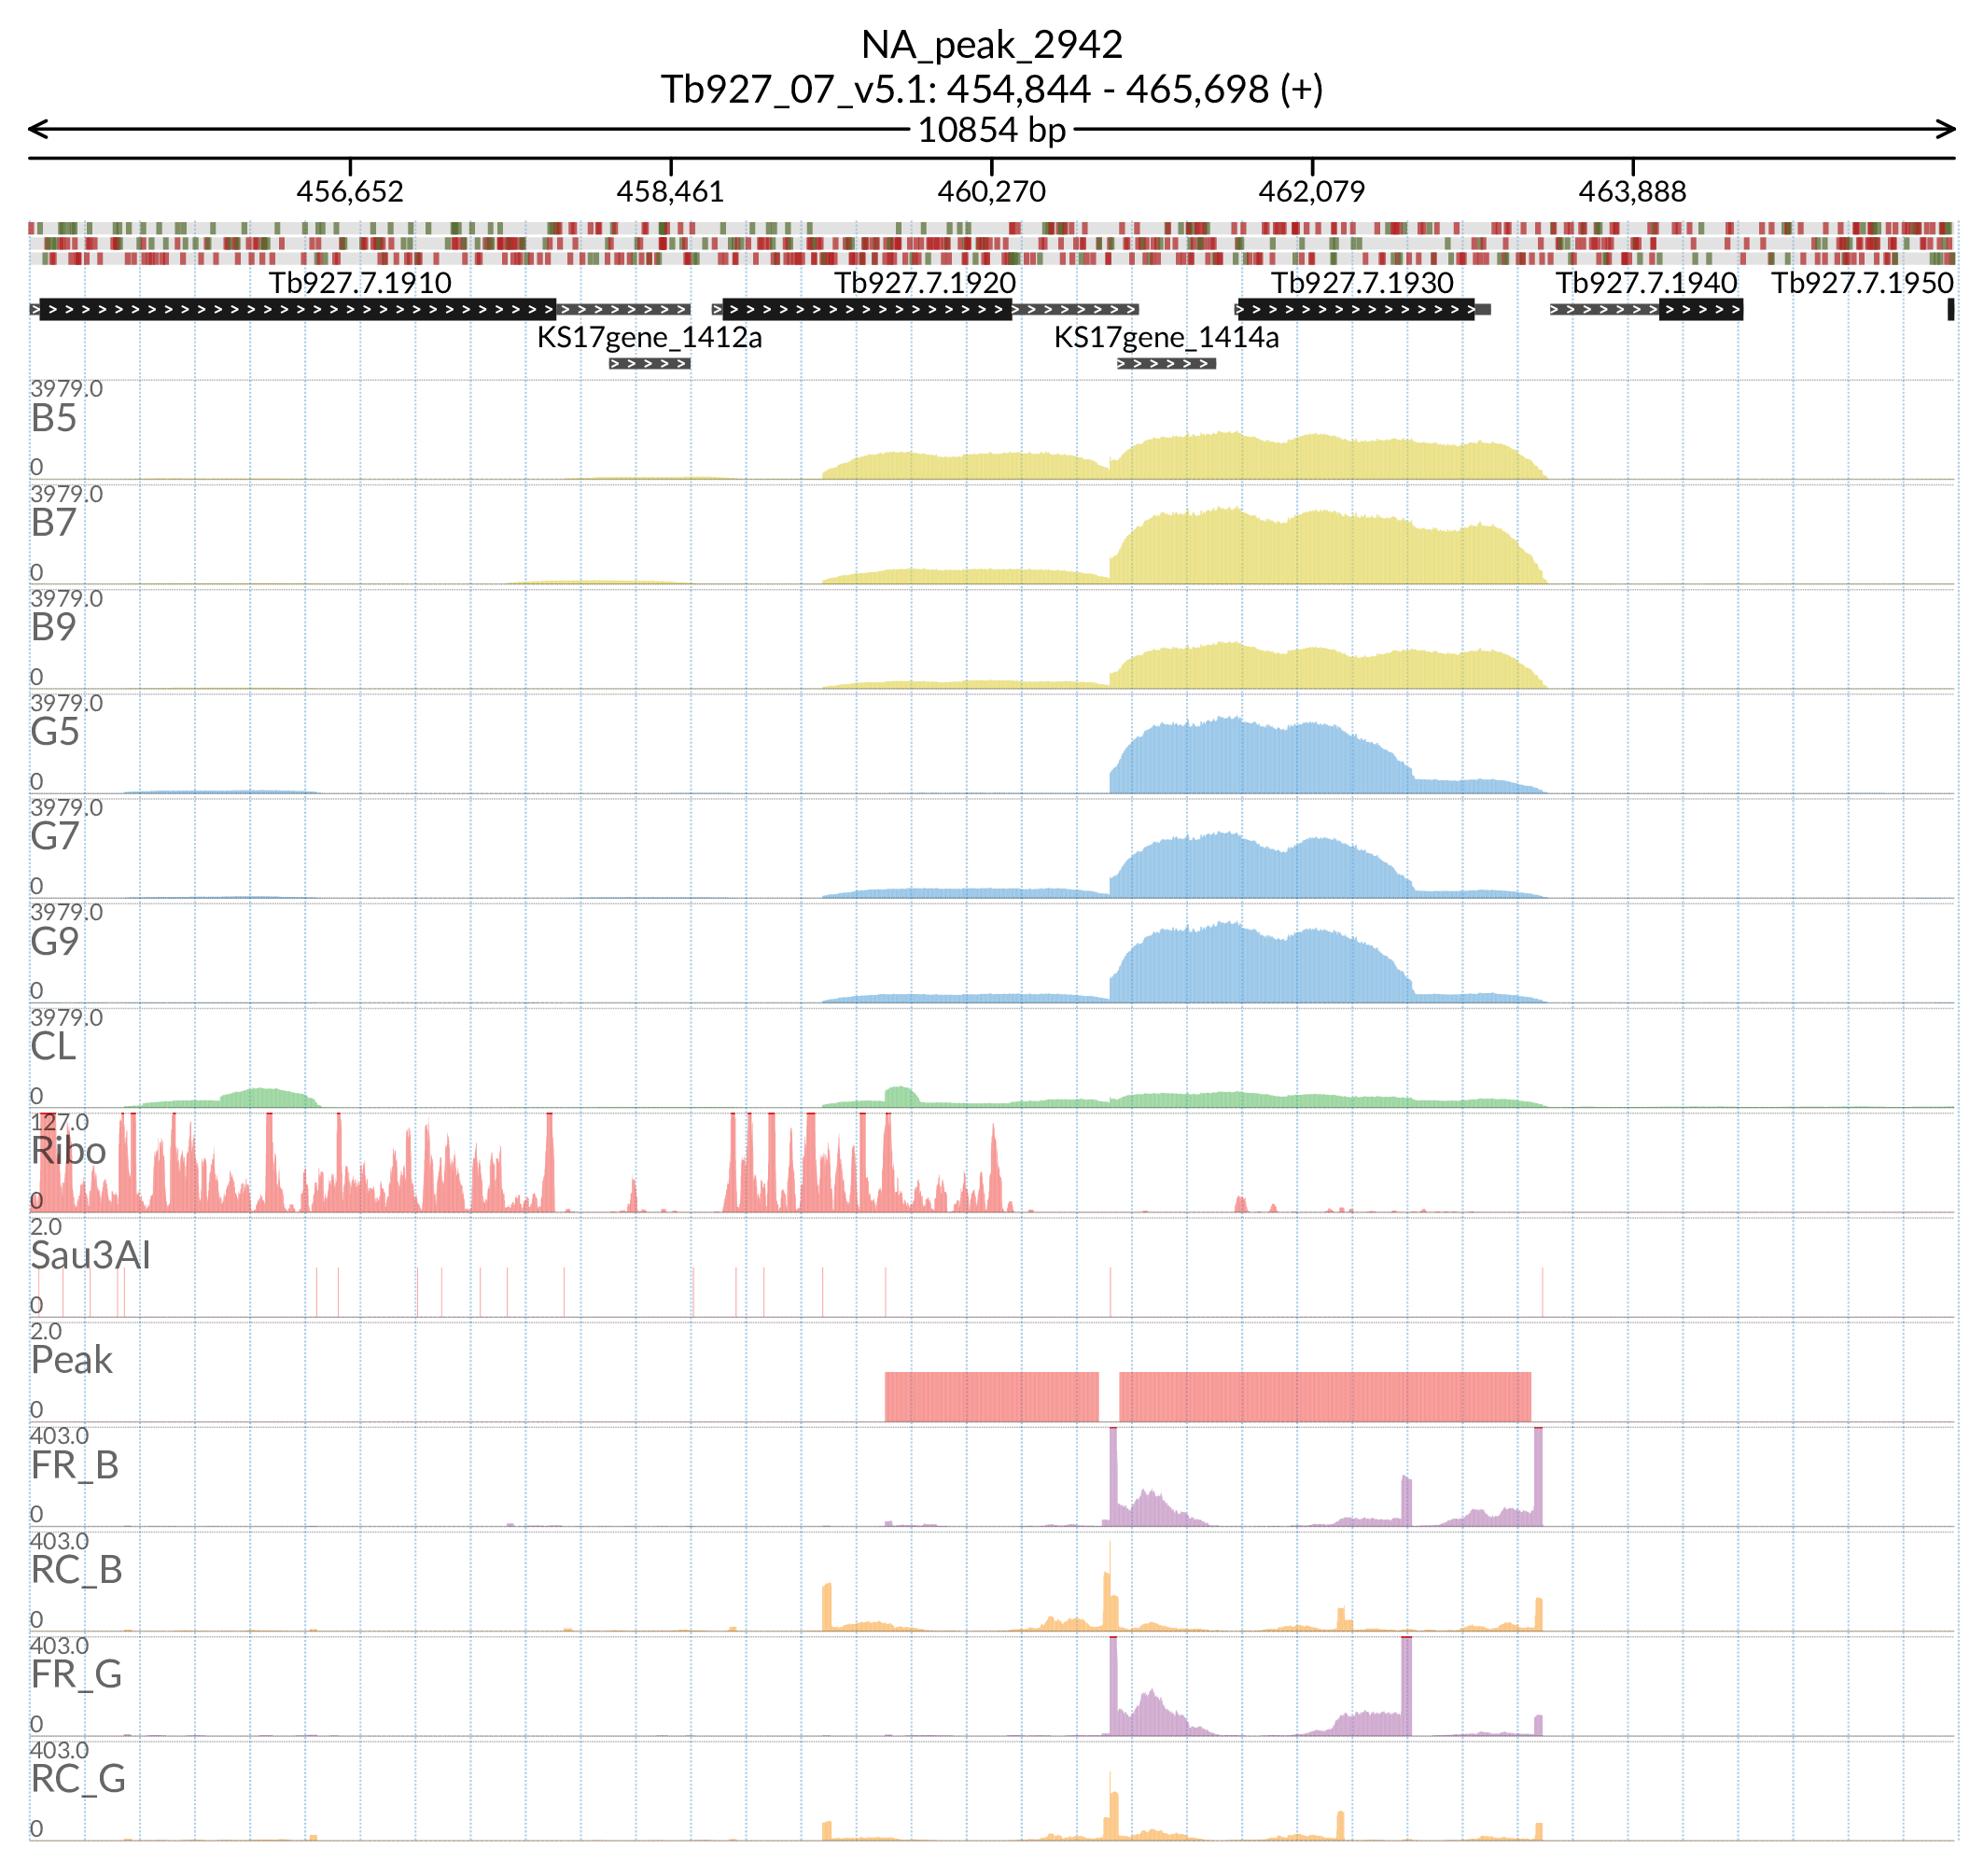 NA_peak_2942
Tb927_07_v5.1: 454,844 - 465,698 (+)
10854 bp
456,652 458,461 460,270 462,079 463,888
Tb927.7.1910 Tb927.7.1920 Tb927.7.1930 Tb927.7.1940 Tb927.7.1950
KS17gene_1412a KS17gene_1414a
3979.0
B5
0
3979.0
B7
0
3979.0
B9
0
3979.0
G5
0
3979.0
G7
0
3979.0
G9
0
3979.0
CL
0
127.0
Ribo
0
2.0
Sau3AI
0
2.0
Peak
0
403.0
FR_B
0
403.0
RC_B
0
403.0
FR_G
0
403.0
RC_G
0